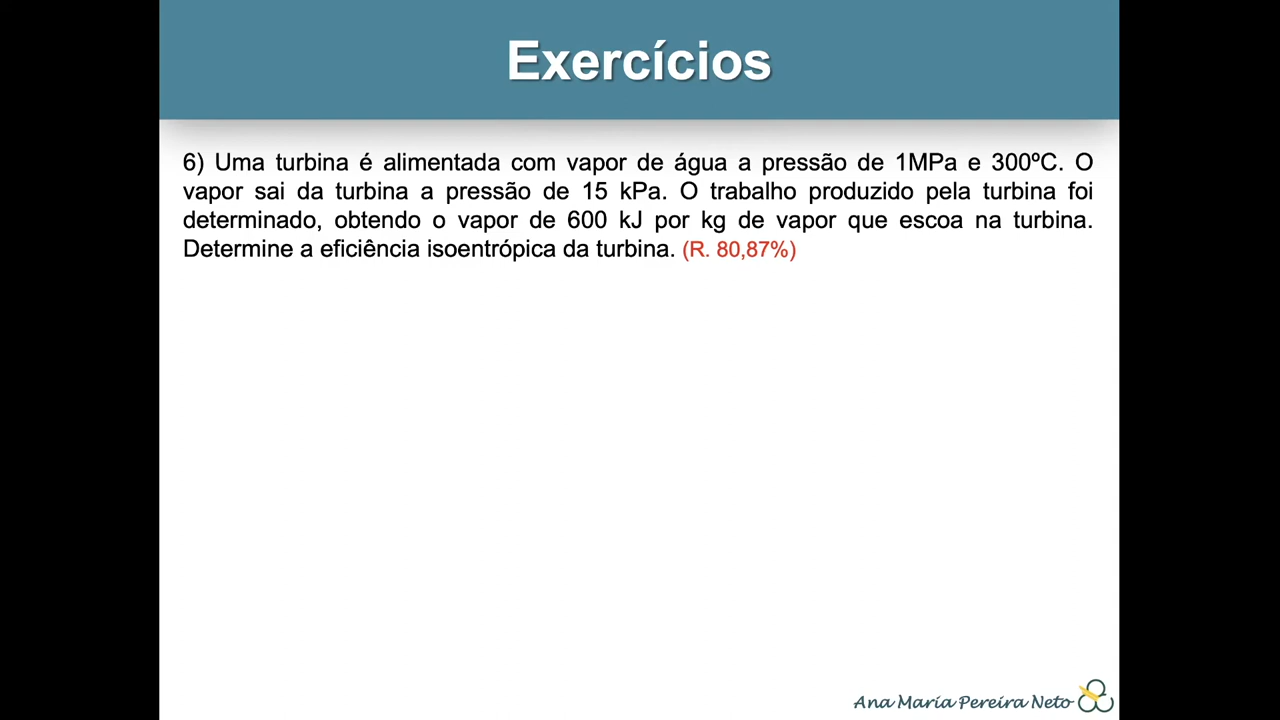 Exercícios
6) Uma turbina é alimentada com vapor de água a pressão de 1MPa e 300ºC. O
vapor sai da turbina a pressão de 15 kPa. O trabalho produzido pela turbina foi
determinado, obtendo o vapor de 600 kJ por kg de vapor que escoa na turbina.
Determine a eficiência isoentrópica da turbina. (R. 80,87%)
Ana Maria Pereira Neto